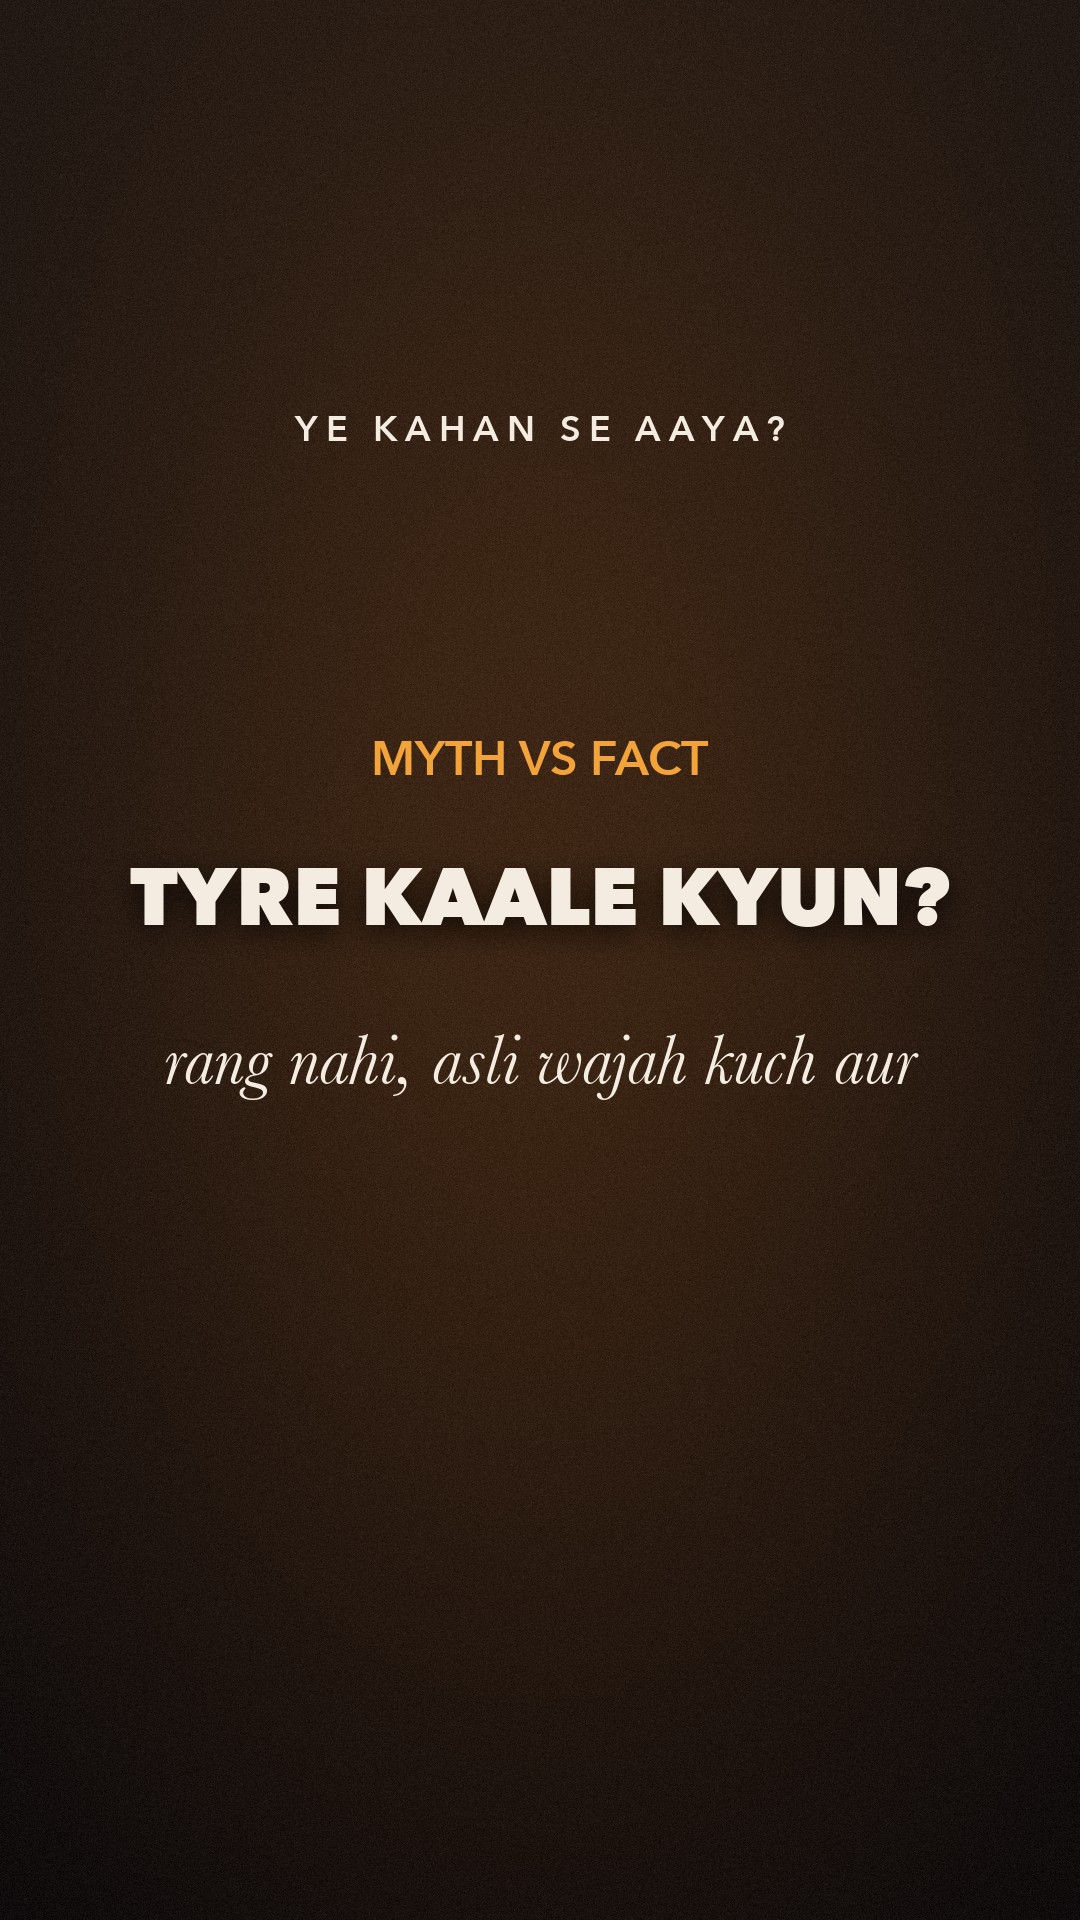 YE KAHAN SE AAYA?
MYTH VS FACT
TYRE KAALE KYUN?
rang nahi, asli wajah kuch aur